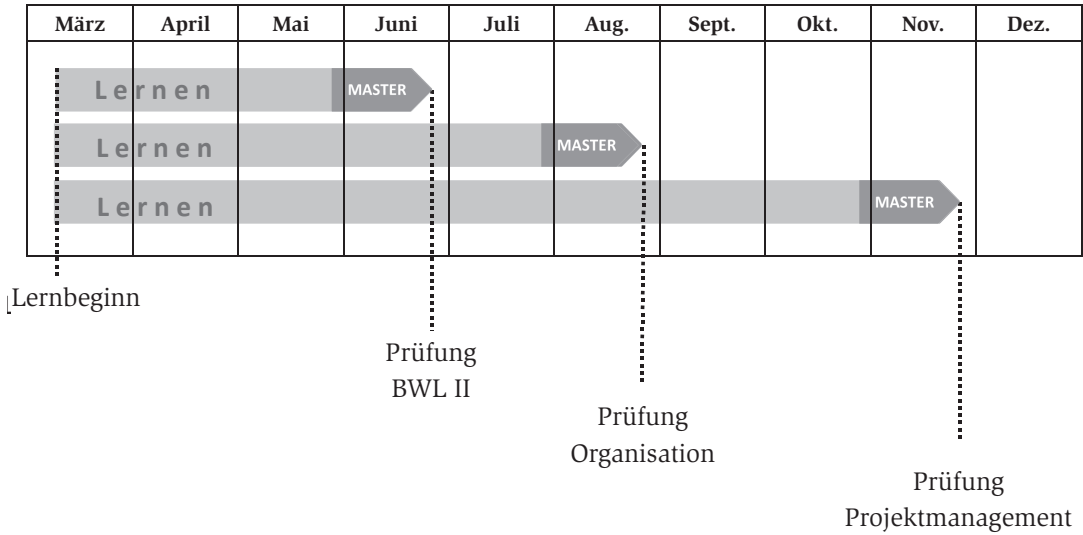 März April Mai Juni Juli Aug. Sept. Okt. Nov. Dez.
Lernen MASTER
Lernen MASTER
Lernen MASTER
Lernbeginn
Prüfung
BWL II
Prüfung
Organisation
Prüfung
Projektmanagement